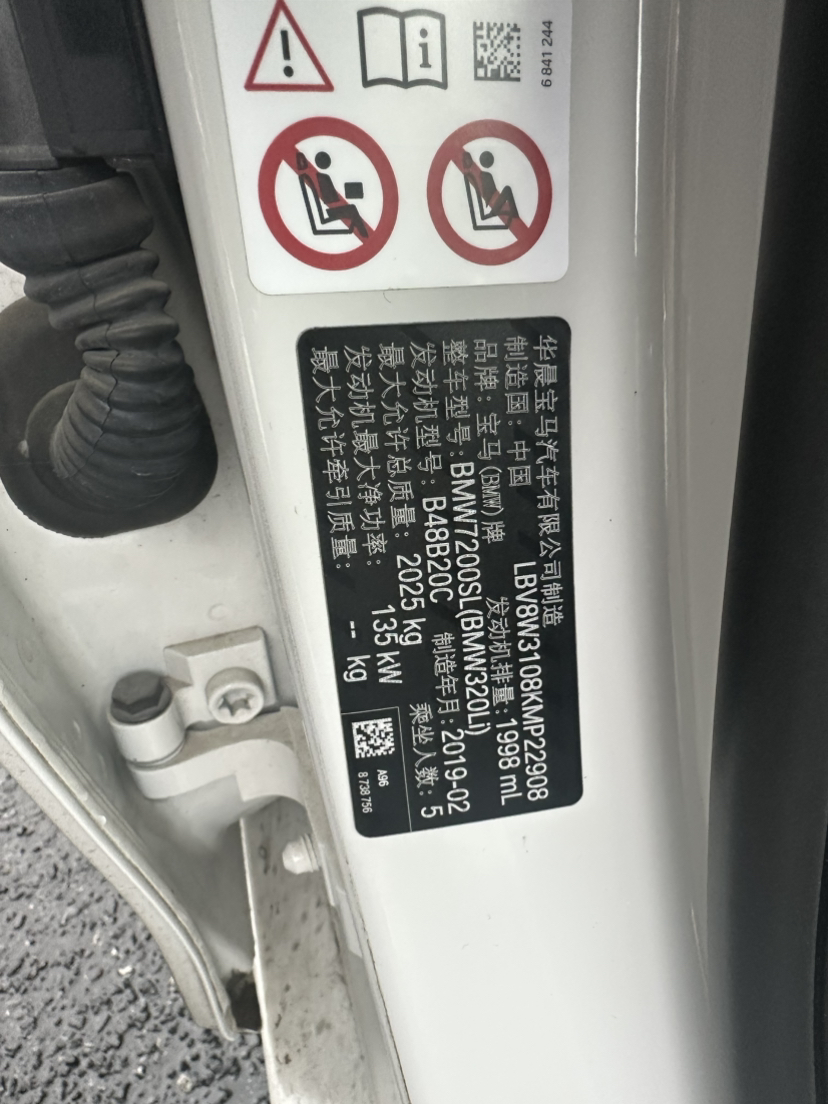 6 841 244
华晨宝马汽车有限公司制造
制造国：中国 LBV8W3108KMP22908
品牌：宝马(BMW)牌 发动机排量：1998 mL
整车型号：BMW7200SL(BMW320Li)
发动机型号：B48B20C 制造年月：2019-02
最大允许总质量：2025 kg 乘坐人数：5
发动机最大净功率：135 kW
最大允许牵引质量：-- kg
A96
8 738 756